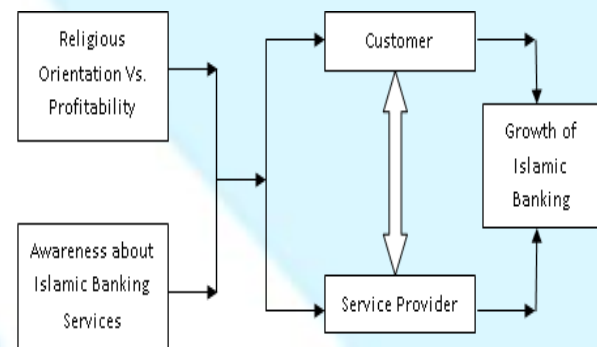 Religious
Orientation Vs.
Profitability
Customer
Growth of
Islamic
Banking
Awareness about
Islamic Banking
Services
Service Provider